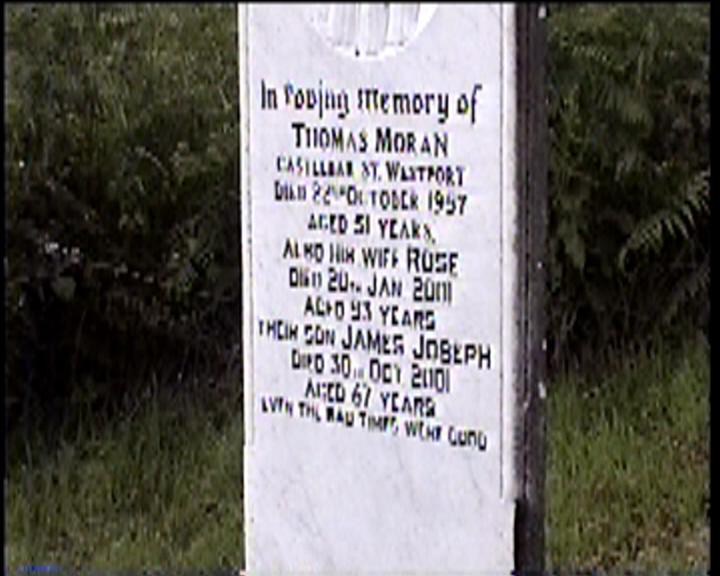 In Loving Memory of
THOMAS MORAN
CASTLEBAR ST. WESTPORT
DIED 22ND OCTOBER 1957
AGED 51 YEARS,
ALSO HIS WIFE ROSE
DIED 20TH JAN 2001
AGED 93 YEARS
THEIR SON JAMES JOSEPH
DIED 30TH OCT 2001
AGED 67 YEARS
EVEN THE BAD TIMES WERE GOOD